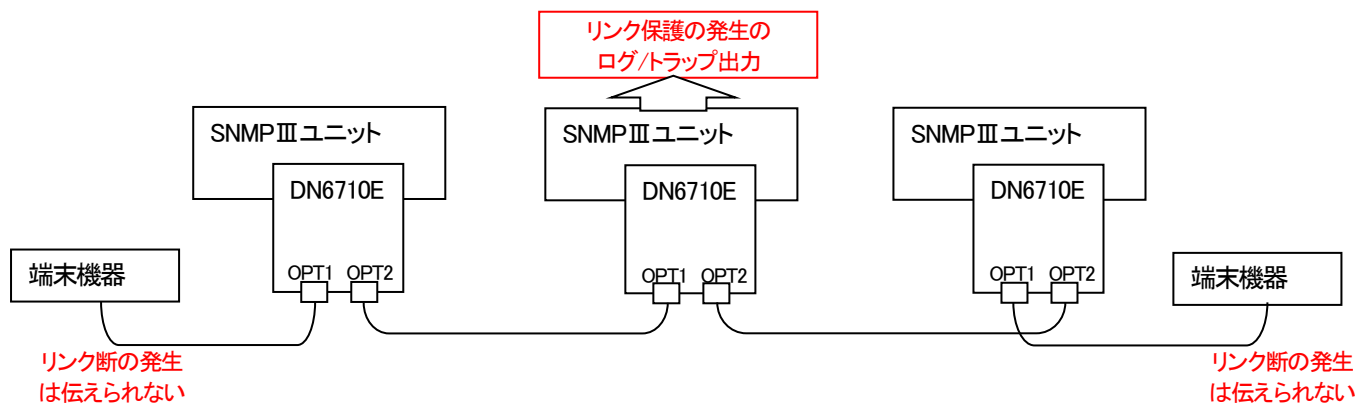 リンク保護の発生の
ログ/トラップ出力
SNMPⅢユニット
SNMPⅢユニット
SNMPⅢユニット
DN6710E
DN6710E
DN6710E
端末機器
OPT1 OPT2
OPT1 OPT2
OPT1 OPT2
端末機器
リンク断の発生
は伝えられない
リンク断の発生
は伝えられない